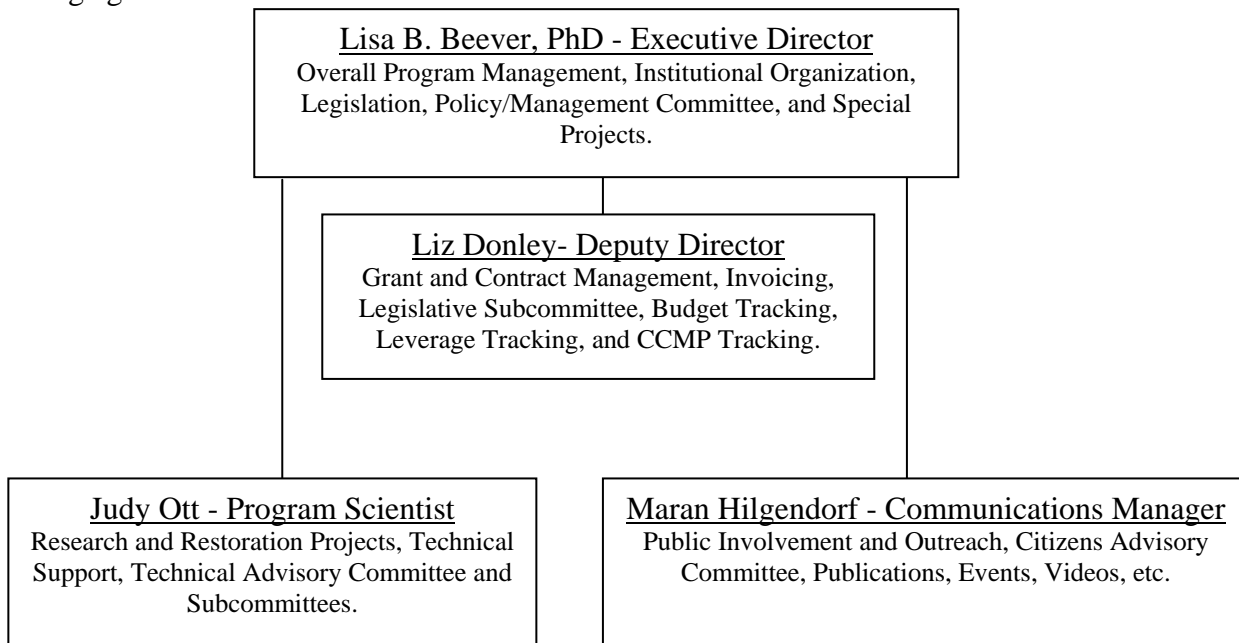 Lisa B. Beever, PhD - Executive Director
Overall Program Management, Institutional Organization,
Legislation, Policy/Management Committee, and Special
Projects.
Liz Donley- Deputy Director
Grant and Contract Management, Invoicing,
Legislative Subcommittee, Budget Tracking,
Leverage Tracking, and CCMP Tracking.
Judy Ott - Program Scientist
Research and Restoration Projects, Technical
Support, Technical Advisory Committee and
Subcommittees.
Maran Hilgendorf - Communications Manager
Public Involvement and Outreach, Citizens Advisory
Committee, Publications, Events, Videos, etc.